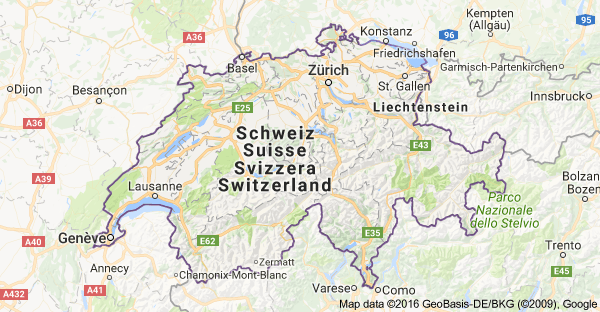 Kempten
(Allgäu)
Konstanz
A36
96
95
Friedrichshafen
Basel
Garmisch-Partenkirchen
Zürich
St. Gallen
Dijon
Besançon
Innsbruck
E25
Liechtenstein
A36
Schweiz
Suisse
Svizzera
Switzerland
E43
A39
Lausanne
Bolzano
Bozen
Parco
Nazionale
dello Stelvio
A40
Genève
E62
E35
Trento
Zermatt
Annecy
Chamonix-Mont-Blanc
E45
A41
A432
Varese
Como
Map data ©2016 GeoBasis-DE/BKG (©2009), Google